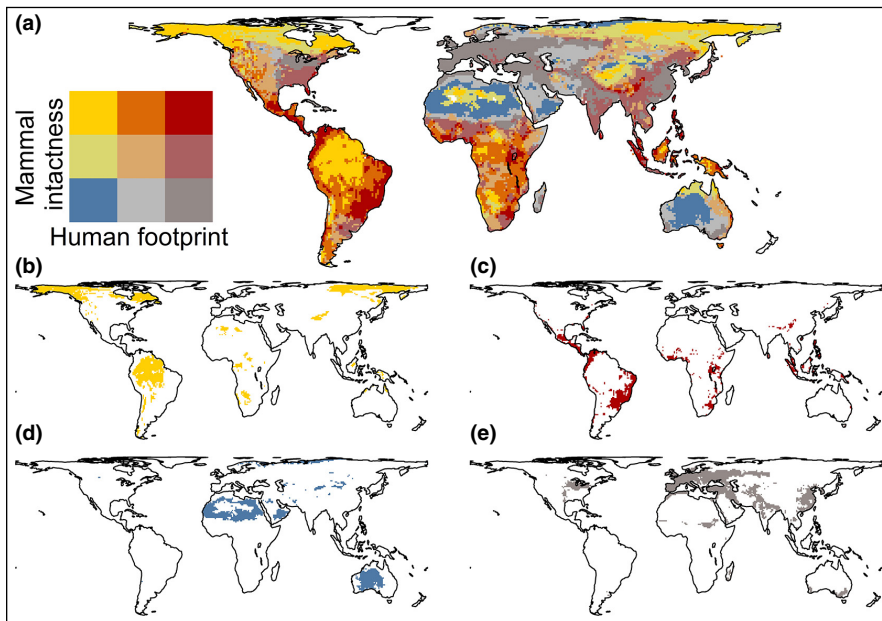 (a)
Mammal
intactness
Human footprint
(b)
(c)
(d)
(e)